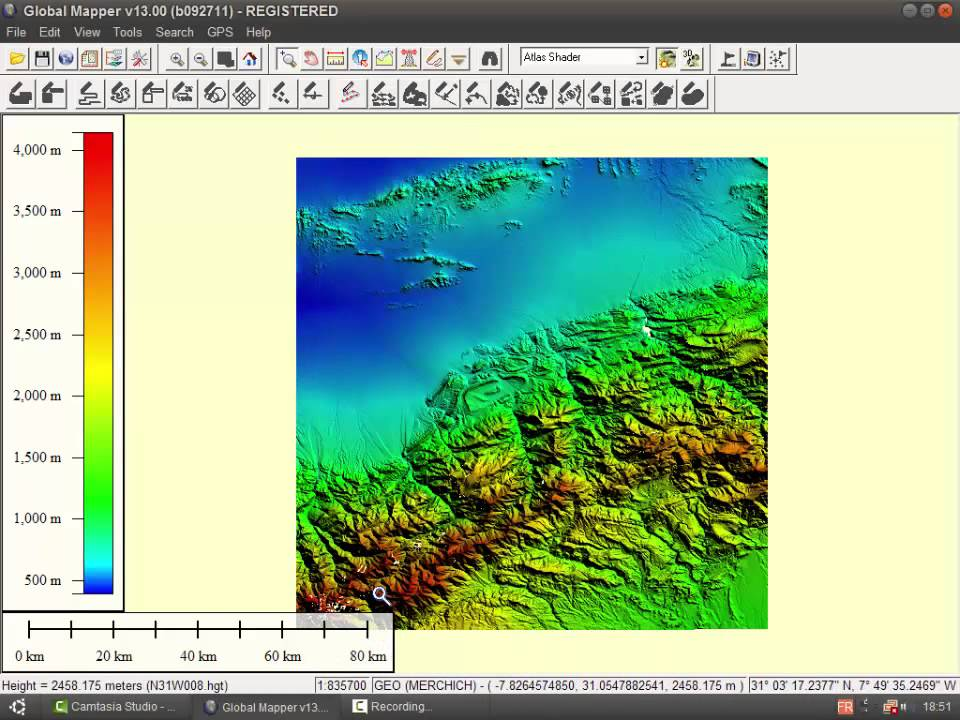 Global Mapper v13.00 (b092711) - REGISTERED
File Edit View Tools Search GPS Help
Atlas Shader
3D
4,000 m
3,500 m
3,000 m
2,500 m
2,000 m
1,500 m
1,000 m
500 m
0 km 20 km 40 km 60 km 80 km
Height = 2458.175 meters (N31W008.hgt) 1:835700 GEO (MERCHICH) - ( -7.8264574850, 31.0547882541, 2458.175 m ) 31° 03' 17.2377" N, 7° 49' 35.2469" W
Camtasia Studio - ... Global Mapper v13.... Recording... FR 18:51